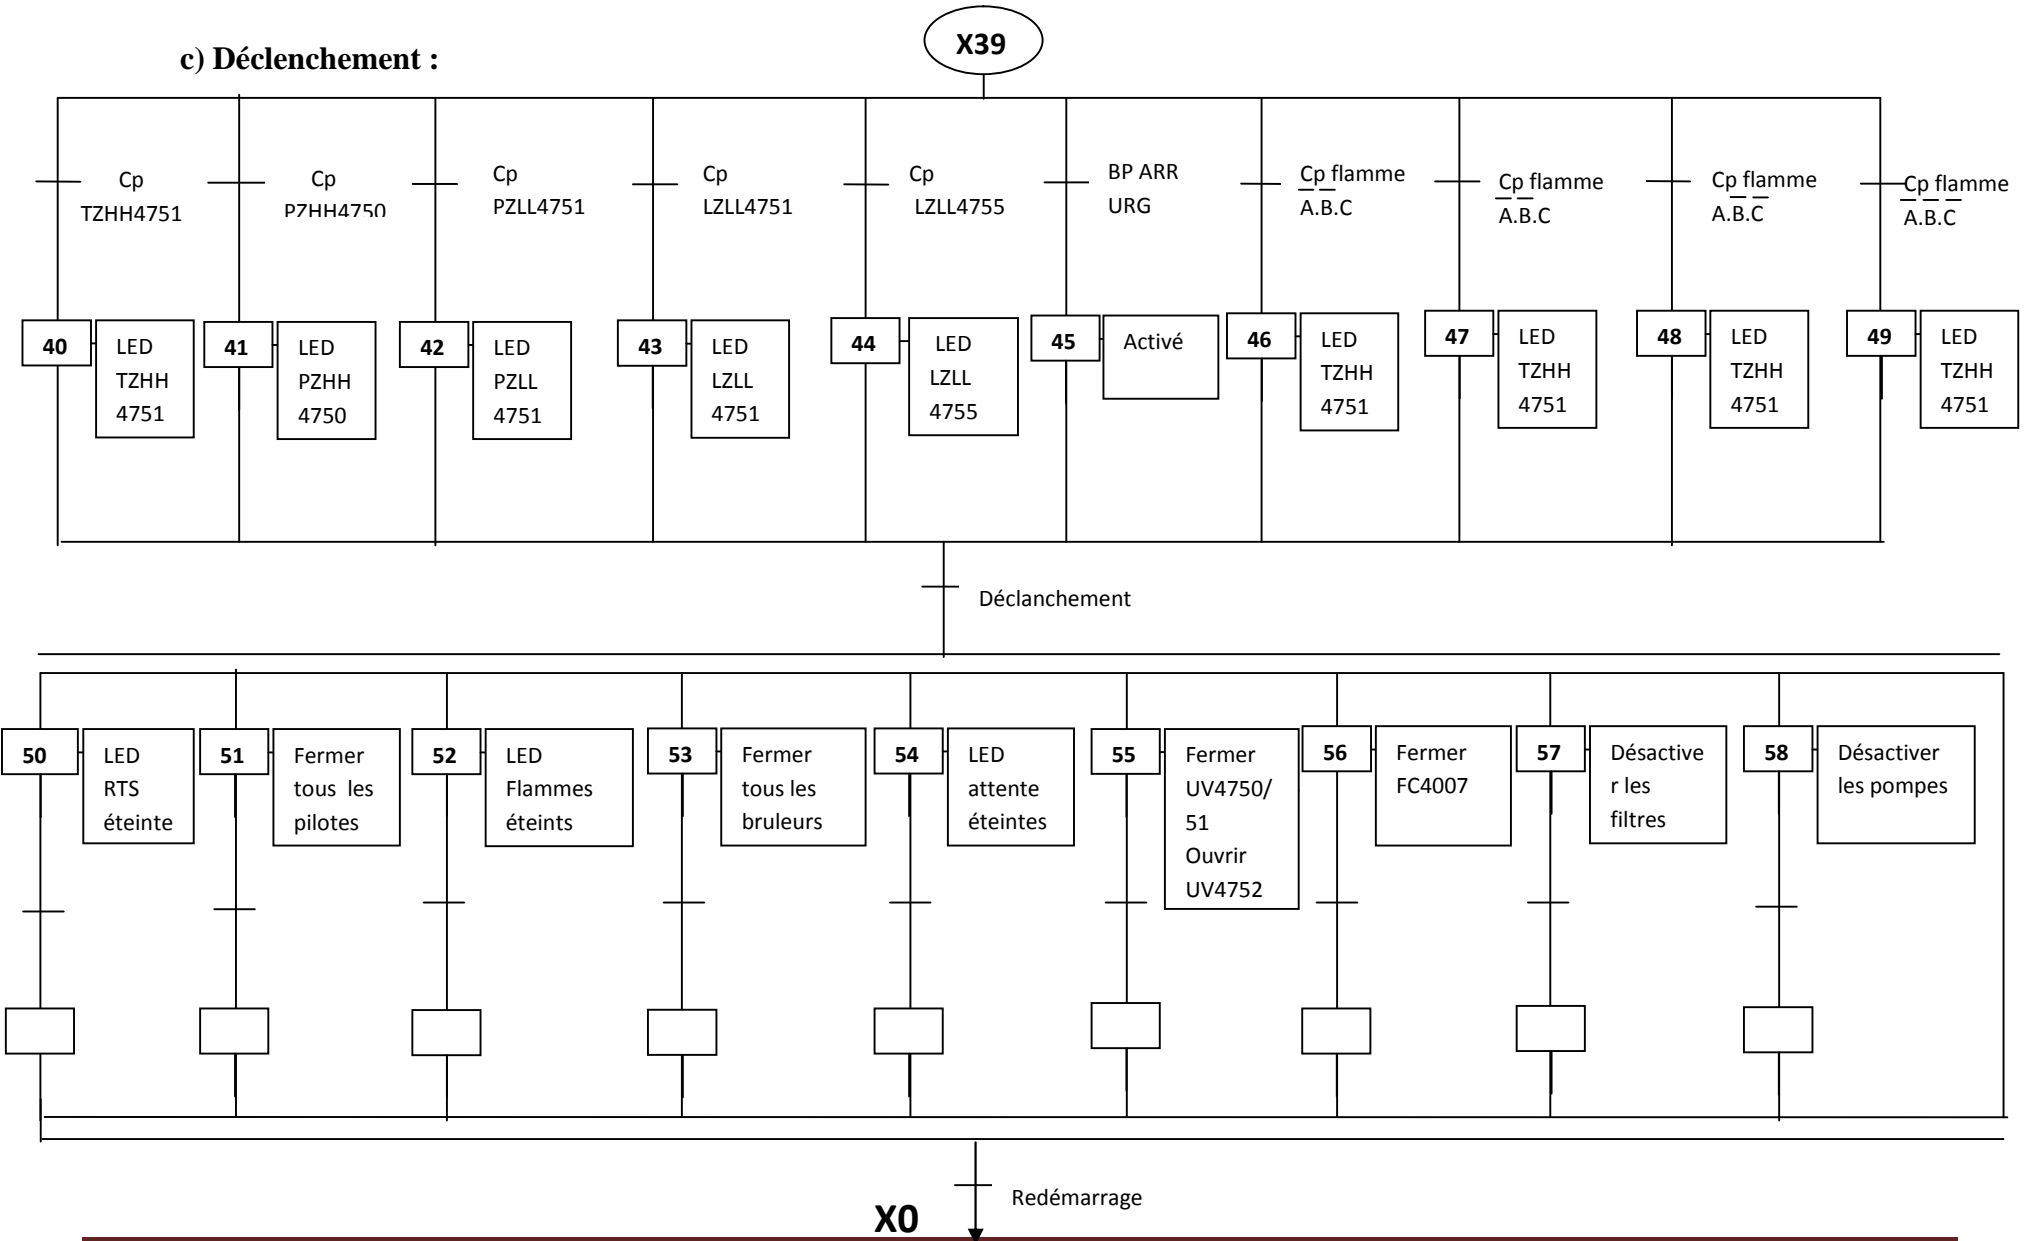 X39
c) Déclenchement :
Cp
TZHH4751
Cp
PZHH4750
Cp
PZLL4751
Cp
LZLL4751
Cp
LZLL4755
BP ARR
URG
Cp flamme
A̅.B̅.C
Cp flamme
A̅.B̅.C
Cp flamme
A.B̅.C̅
Cp flamme
A̅.B̅.C̅
40
LED
TZHH
4751
41
LED
PZHH
4750
42
LED
PZLL
4751
43
LED
LZLL
4751
44
LED
LZLL
4755
45
Activé
46
LED
TZHH
4751
47
LED
TZHH
4751
48
LED
TZHH
4751
49
LED
TZHH
4751
Déclanchement
50
LED
RTS
éteinte
51
Fermer
tous les
pilotes
52
LED
Flammes
éteints
53
Fermer
tous les
bruleurs
54
LED
attente
éteintes
55
Fermer
UV4750/
51
Ouvrir
UV4752
56
Fermer
FC4007
57
Désactive
r les
filtres
58
Désactiver
les pompes
Redémarrage
X0